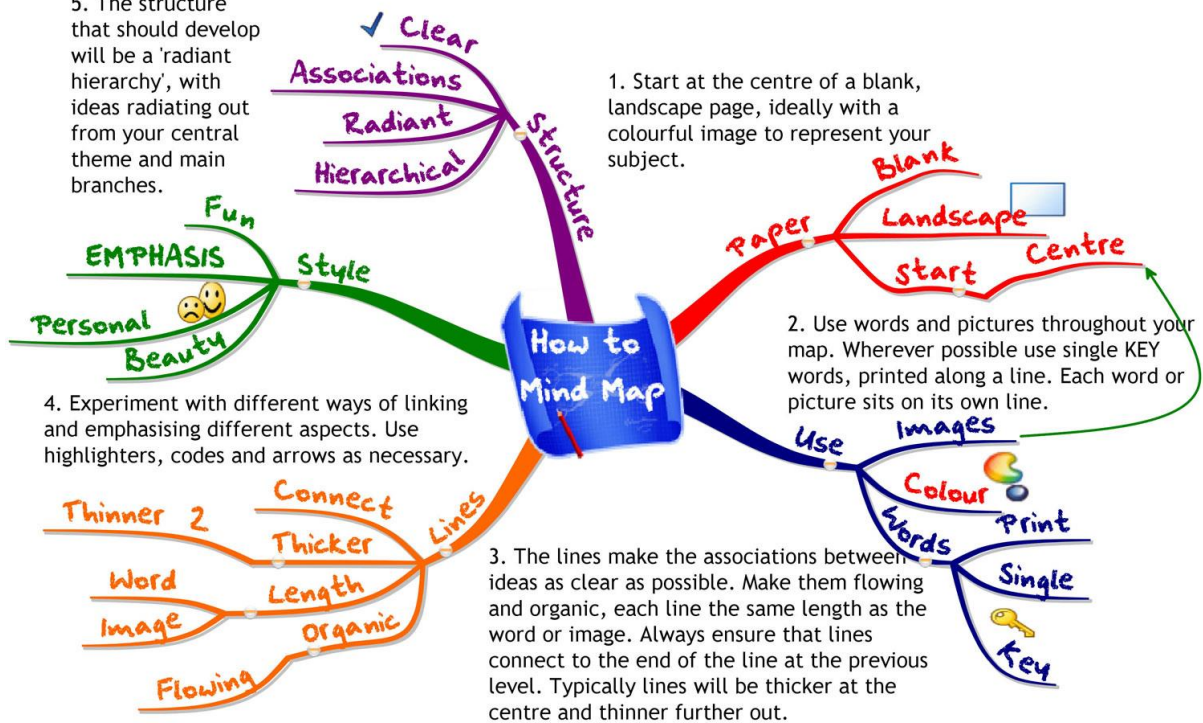 How to
Mind Map
1. Start at the centre of a blank,
landscape page, ideally with a
colourful image to represent your
subject.
Paper
Blank
Landscape
Start
Centre
2. Use words and pictures throughout your
map. Wherever possible use single KEY
words, printed along a line. Each word or
picture sits on its own line.
Use
Images
Colour
Words
Print
Single
Key
3. The lines make the associations between
ideas as clear as possible. Make them flowing
and organic, each line the same length as the
word or image. Always ensure that lines
connect to the end of the line at the previous
level. Typically lines will be thicker at the
centre and thinner further out.
Lines
Connect
Thicker
Thinner 2
Length
Word
Image
Organic
Flowing
4. Experiment with different ways of linking
and emphasising different aspects. Use
highlighters, codes and arrows as necessary.
Style
Fun
EMPHASIS
Personal
Beauty
5. The structure
that should develop
will be a 'radiant
hierarchy', with
ideas radiating out
from your central
theme and main
branches.
Structure
Clear
Associations
Radiant
Hierarchical